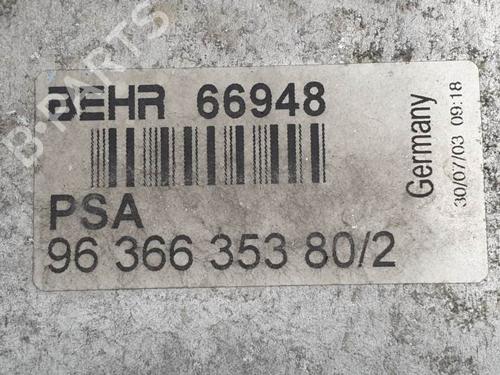 BEHR 66948
PSA
96 366 353 80/2
Germany
30/07/03 09:18
B-PARTS